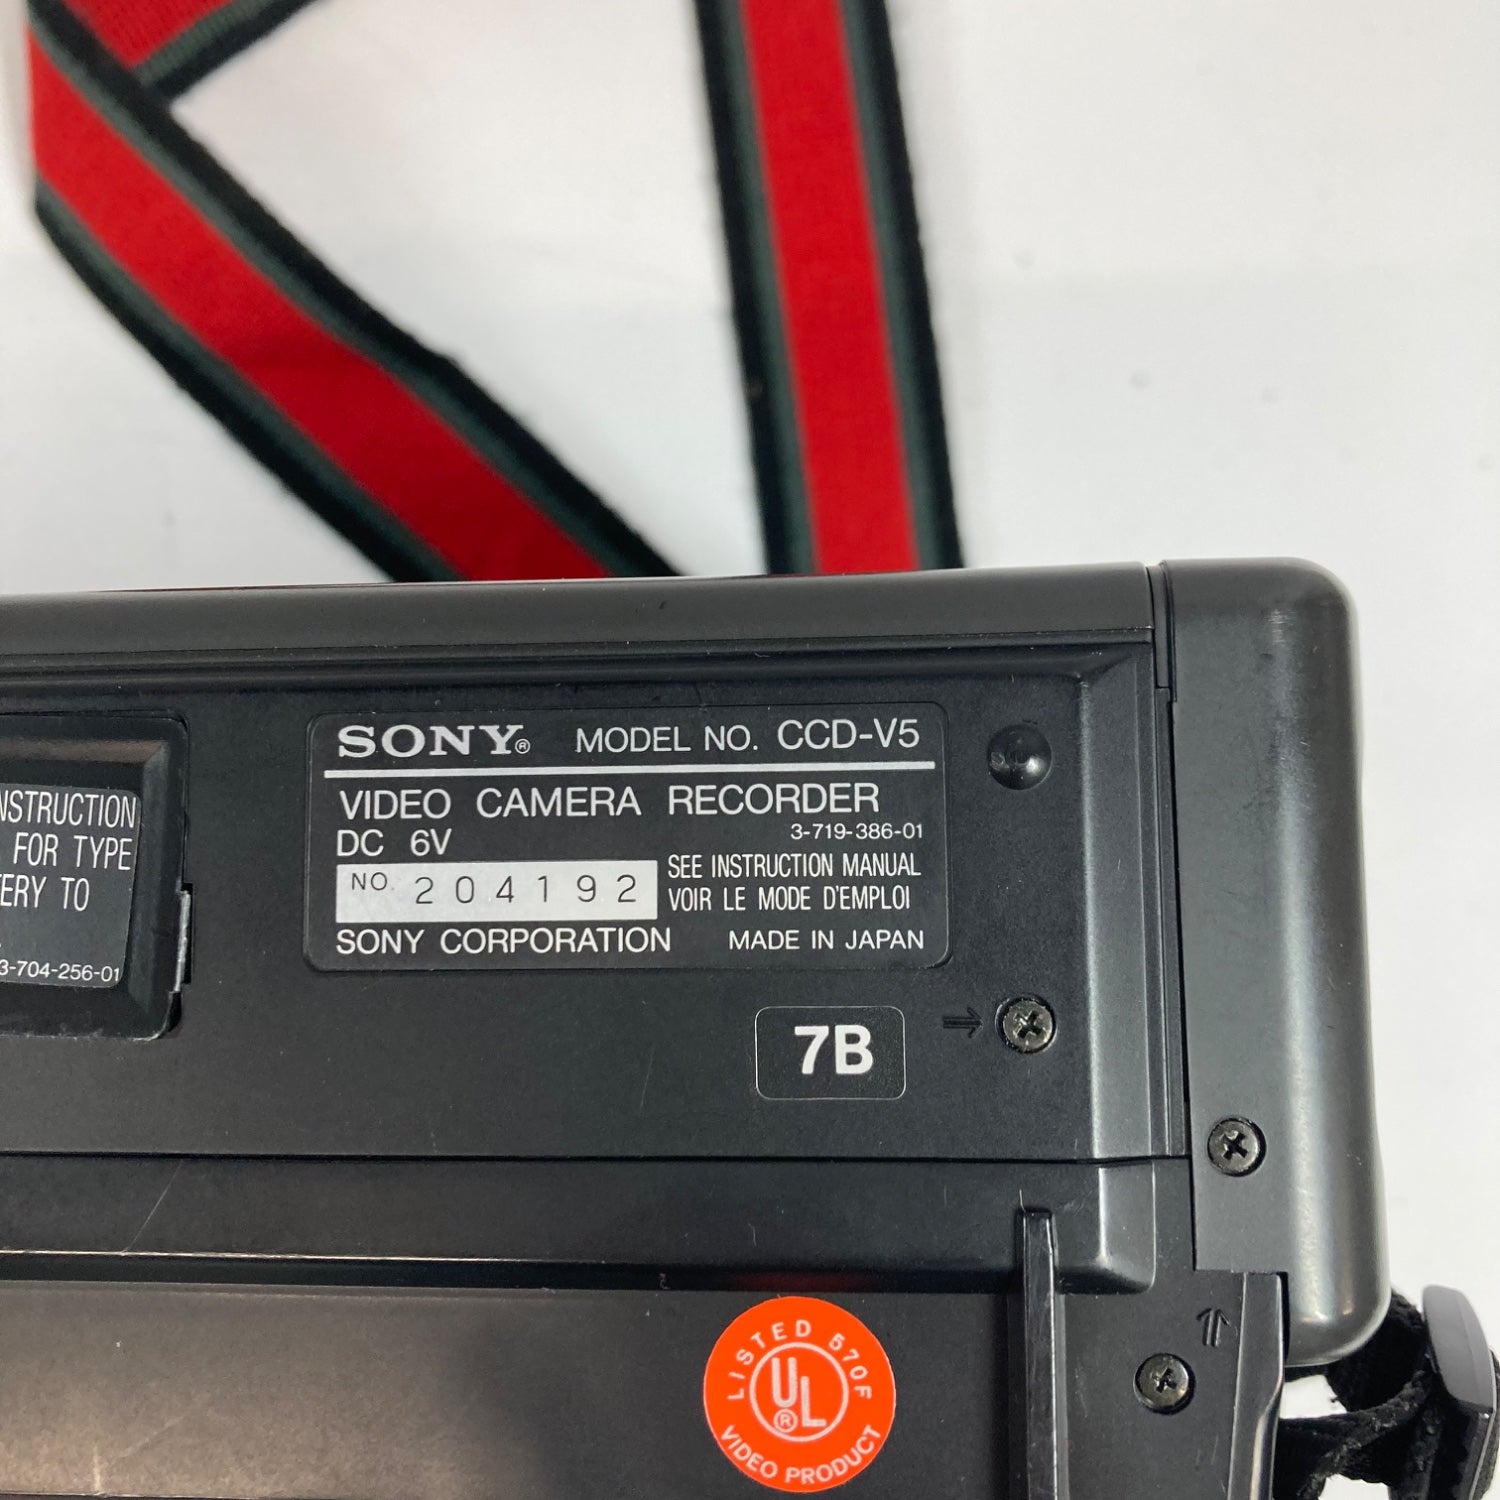 SONY® MODEL NO. CCD-V5
VIDEO CAMERA RECORDER
DC 6V 3-719-386-01
NO. 204192
SEE INSTRUCTION MANUAL
VOIR LE MODE D'EMPLOI
SONY CORPORATION MADE IN JAPAN
NSTRUCTION
FOR TYPE
ERY TO
3-704-256-01
7B
LISTED 570F
UL®
VIDEO PRODUCT